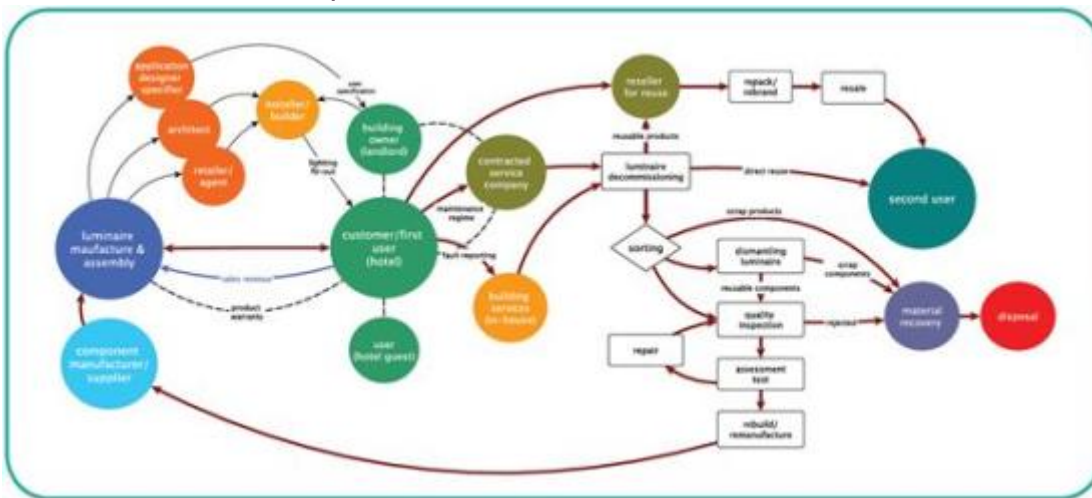 application
designer
specifier
architect
retailer/
agent
installer/
builder
user
specification
building
owner
(landlord)
lighting
fit-out
luminaire
maufacture &
assembly
customer/first
user
(hotel)
sales revenue
product
warranty
component
manufacturer/
supplier
user
(hotel guest)
contracted
service
company
maintenance
regime
fault reporting
building
services
(in-house)
reseller
for reuse
repack/
rebrand
resale
reusable products
luminaire
decommissioning
direct reuse
second user
sorting
scrap products
dismantling
luminaire
scrap
components
reusable components
quality
inspection
rejected
material
recovery
disposal
repair
assessment
test
rebuild/
remanufacture